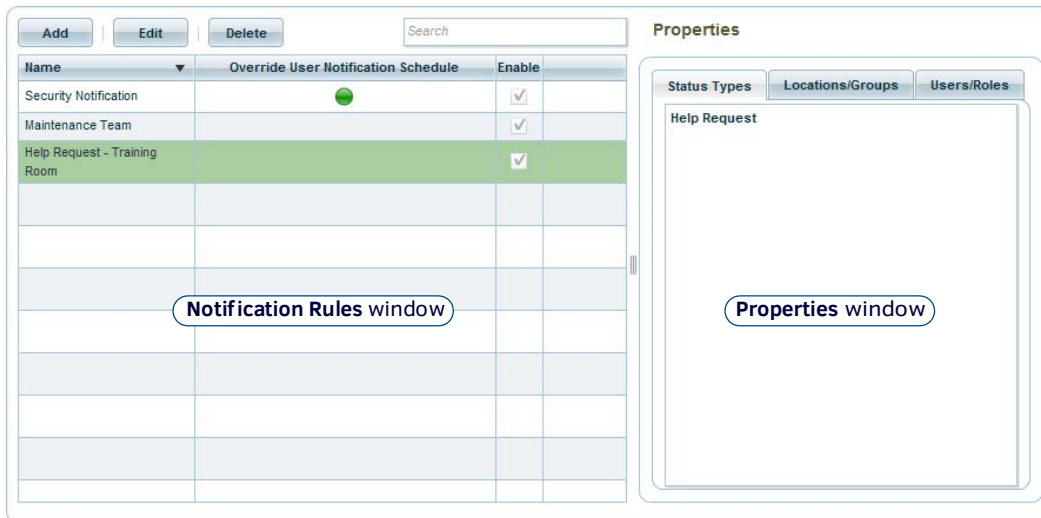 Add Edit Delete Search
Name Override User Notification Schedule Enable
Security Notification
Maintenance Team
Help Request - Training
Room
Notification Rules window
Properties
Status Types Locations/Groups Users/Roles
Help Request
Properties window